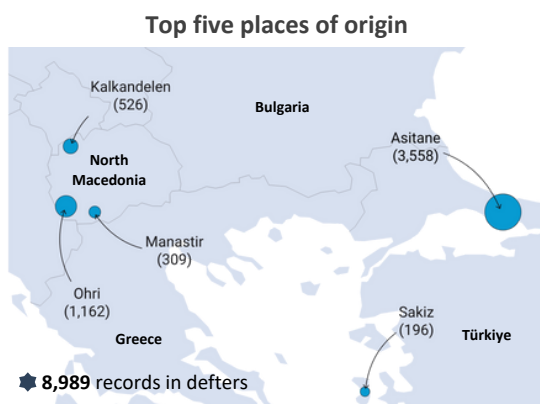 Top five places of origin
Kalkandelen
(526)
Bulgaria
Asitane
(3,558)
North
Macedonia
Manastir
(309)
Ohri
(1,162)
Sakiz
(196)
Greece
Türkiye
8,989 records in defters